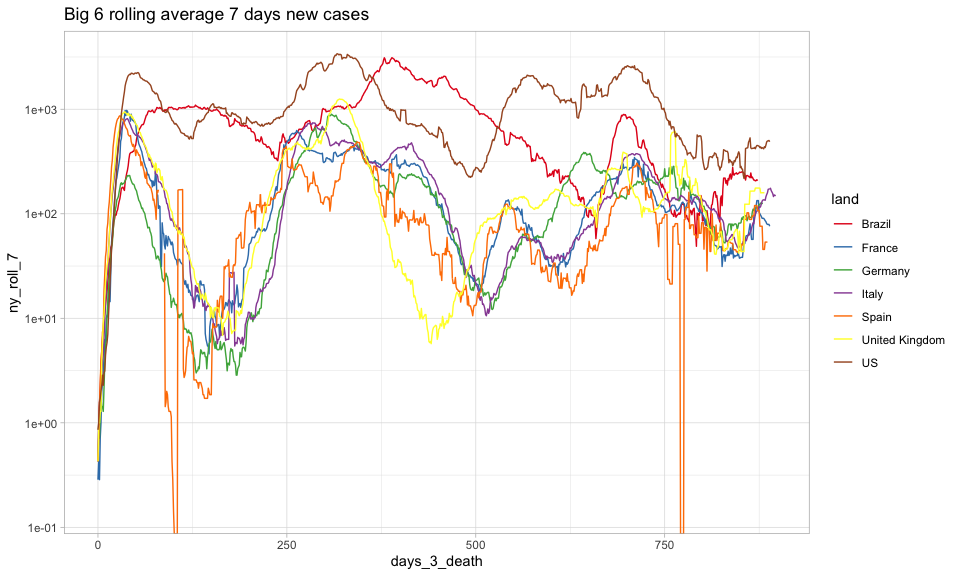 Big 6 rolling average 7 days new cases
ny_roll_7
1e+03
1e+02
1e+01
1e+00
1e-01
0
250
500
750
days_3_death
land
Brazil
France
Germany
Italy
Spain
United Kingdom
US